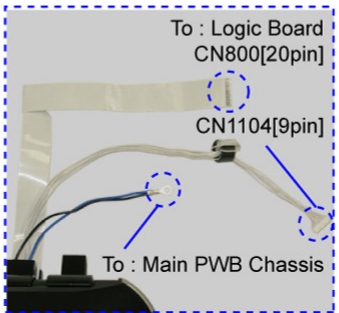 To : Logic Board
CN800[20pin]
CN1104[9pin]
To : Main PWB Chassis